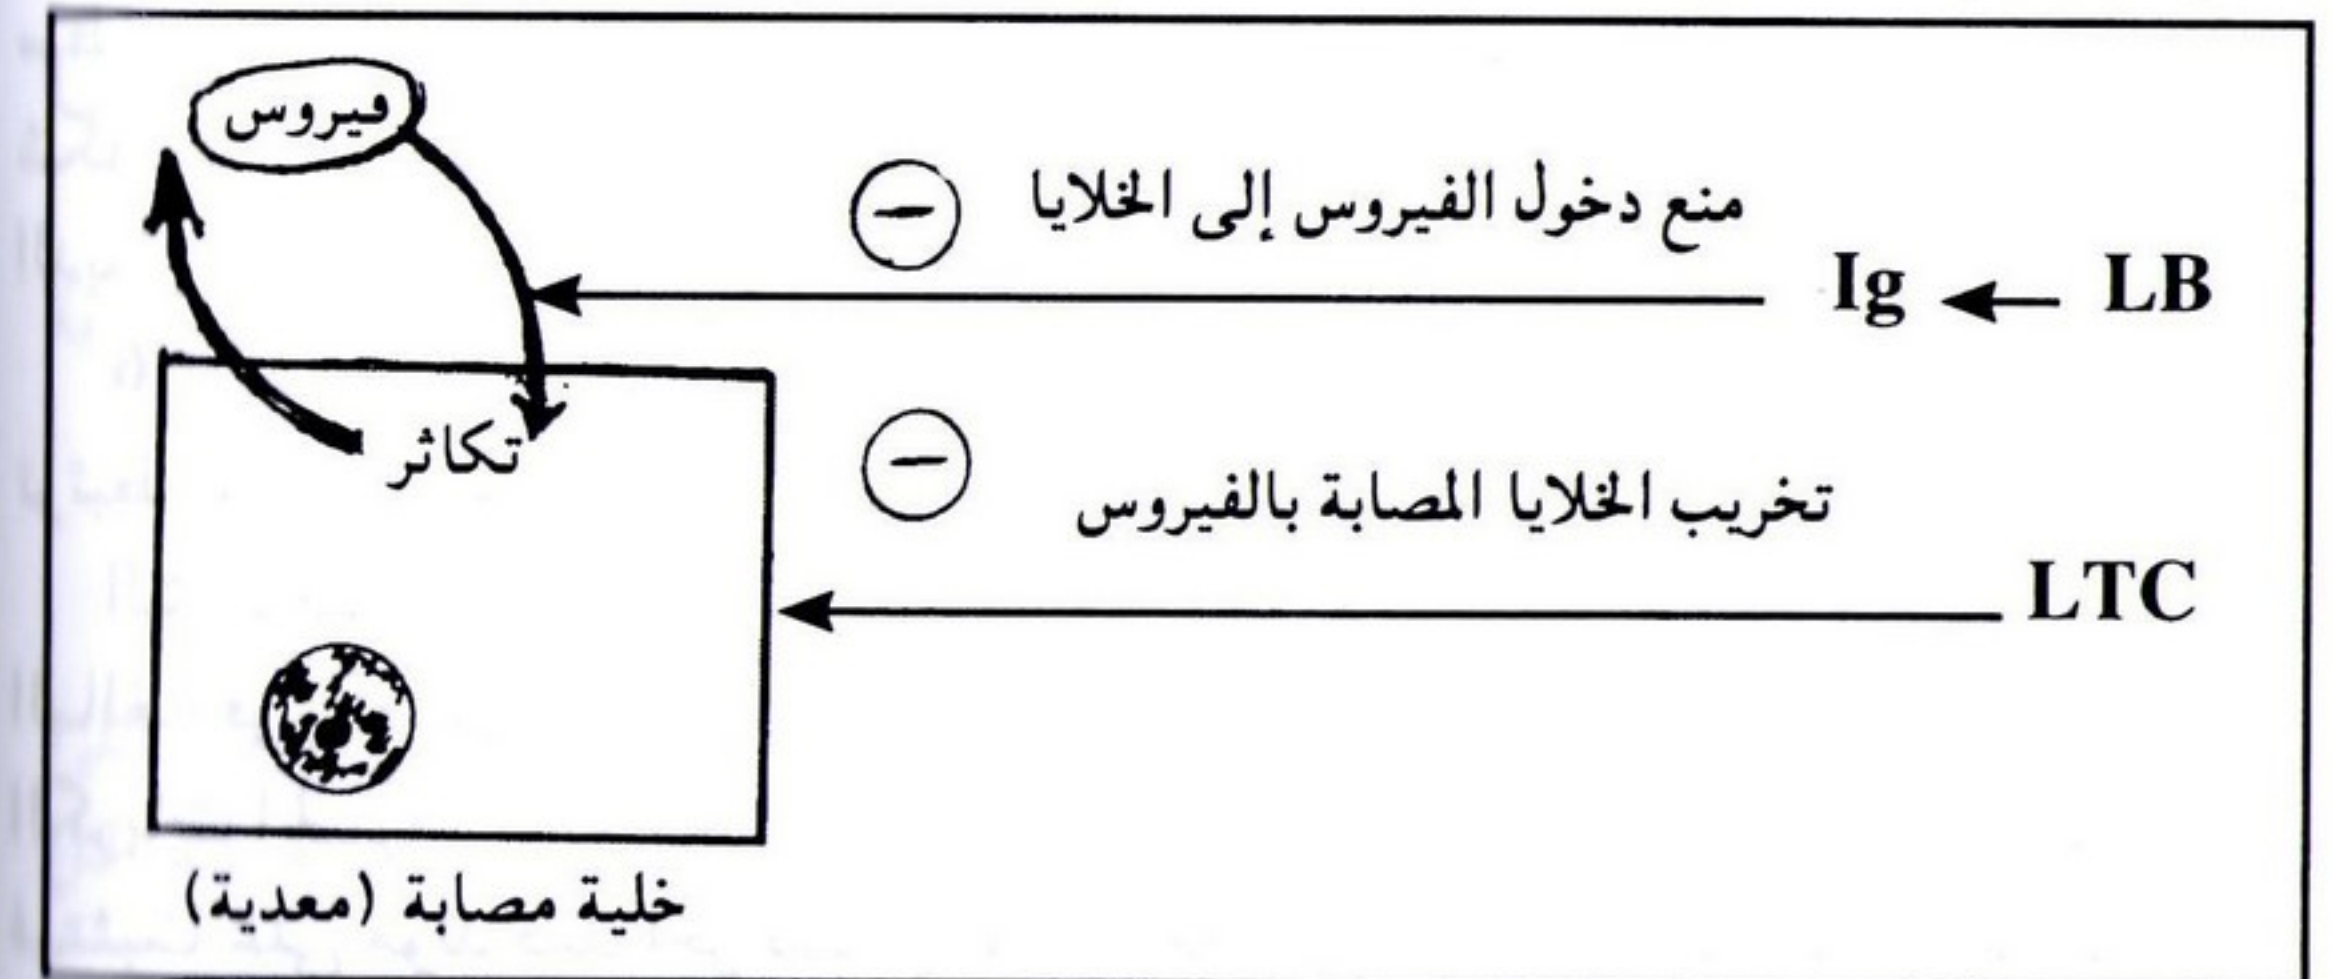 فيروس
منع دخول الفيروس إلى الخلايا
−
LB
Ig
تكاثر
−
تخريب الخلايا المصابة بالفيروس
LTC
خلية مصابة (معدية)